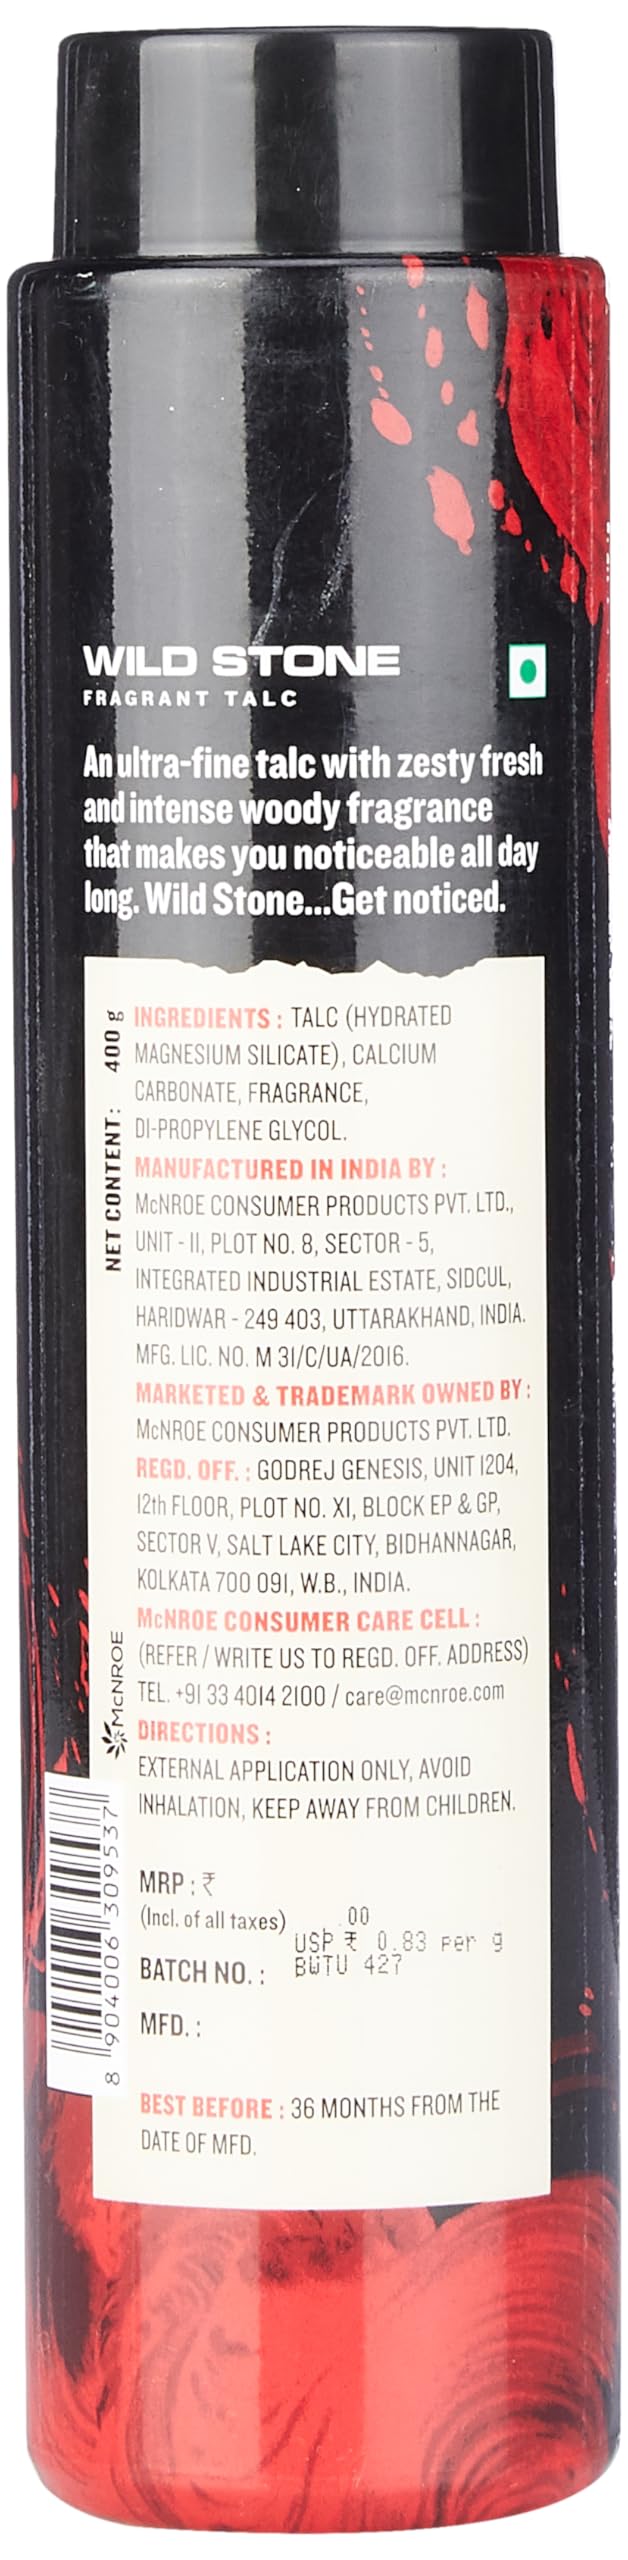 WILD STONE
FRAGRANT TALC
An ultra-fine talc with zesty fresh
and intense woody fragrance
that makes you noticeable all day
long. Wild Stone...Get noticed.
NET CONTENT: 400 g
INGREDIENTS : TALC (HYDRATED
MAGNESIUM SILICATE), CALCIUM
CARBONATE, FRAGRANCE,
DI-PROPYLENE GLYCOL.
MANUFACTURED IN INDIA BY :
McNROE CONSUMER PRODUCTS PVT. LTD.,
UNIT - II, PLOT NO. 8, SECTOR - 5,
INTEGRATED INDUSTRIAL ESTATE, SIDCUL,
HARIDWAR - 249 403, UTTARAKHAND, INDIA.
MFG. LIC. NO. M 31/C/UA/2016.
MARKETED & TRADEMARK OWNED BY :
McNROE CONSUMER PRODUCTS PVT. LTD.
REGD. OFF. : GODREJ GENESIS, UNIT 1204,
12th FLOOR, PLOT NO. XI, BLOCK EP & GP,
SECTOR V, SALT LAKE CITY, BIDHANNAGAR,
KOLKATA 700 091, W.B., INDIA.
McNROE CONSUMER CARE CELL :
(REFER / WRITE US TO REGD. OFF. ADDRESS)
TEL. +91 33 4014 2100 / care@mcnroe.com
McNROE
DIRECTIONS :
EXTERNAL APPLICATION ONLY, AVOID
INHALATION, KEEP AWAY FROM CHILDREN.
8 904006 309537
MRP : ₹
(Incl. of all taxes) .00
USP ₹ 0.83 per g
BATCH NO. : BWTU 427
MFD. :
BEST BEFORE : 36 MONTHS FROM THE
DATE OF MFD.